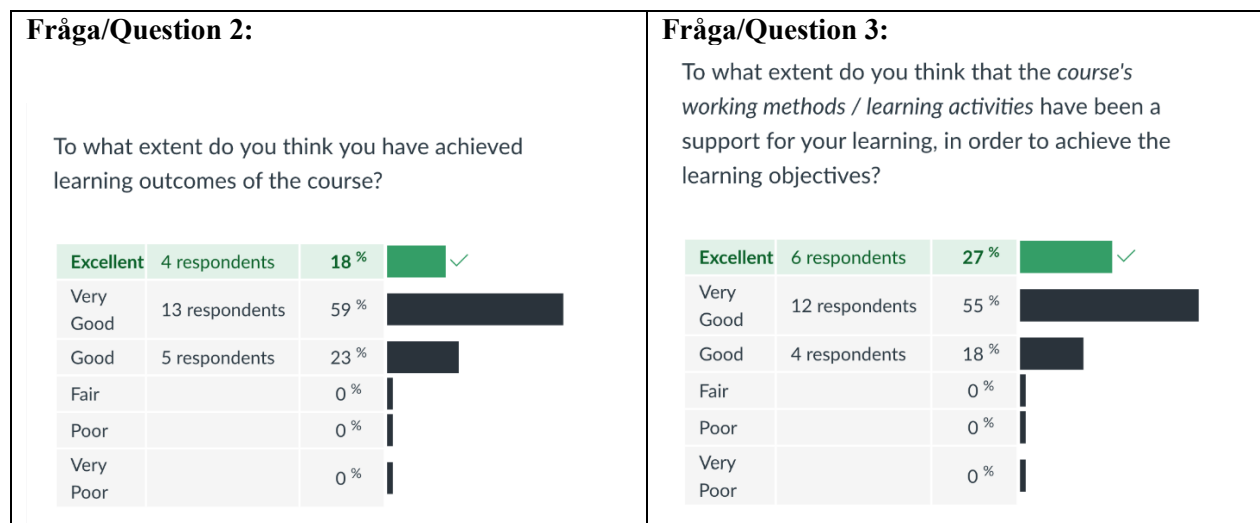 Fråga/Question 2:
To what extent do you think you have achieved
learning outcomes of the course?
Excellent 4 respondents 18 %
Very
Good
13 respondents 59 %
Good 5 respondents 23 %
Fair 0 %
Poor 0 %
Very
Poor
0 %
Fråga/Question 3:
To what extent do you think that the course's
working methods / learning activities have been a
support for your learning, in order to achieve the
learning objectives?
Excellent 6 respondents 27 %
Very
Good
12 respondents 55 %
Good 4 respondents 18 %
Fair 0 %
Poor 0 %
Very
Poor
0 %